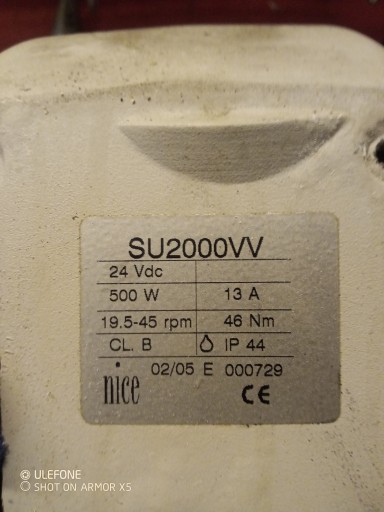 SU2000VV
24 Vdc
500 W 13 A
19.5-45 rpm 46 Nm
CL. B IP 44
nice 02/05 E 000729
CE
ULEFONE
SHOT ON ARMOR X5